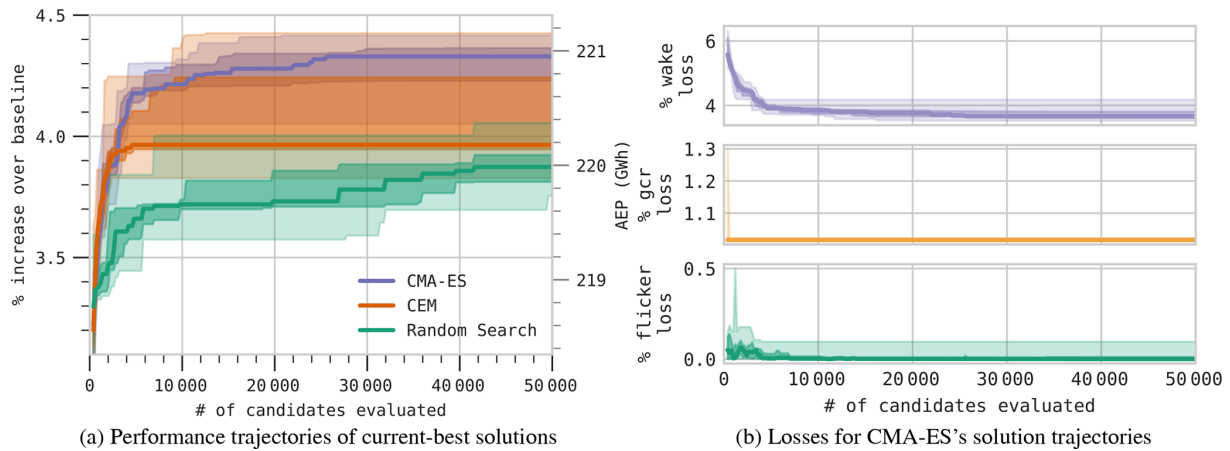 4.5
4.0
3.5
% increase over baseline
221
220
219
AEP (GWh)
CMA-ES
CEM
Random Search
0
10 000
20 000
30 000
40 000
50 000
# of candidates evaluated
(a) Performance trajectories of current-best solutions
6
4
% wake
loss
1.3
1.2
1.1
% gcr
loss
0.5
0.0
% flicker
loss
0
10 000
20 000
30 000
40 000
50 000
# of candidates evaluated
(b) Losses for CMA-ES's solution trajectories